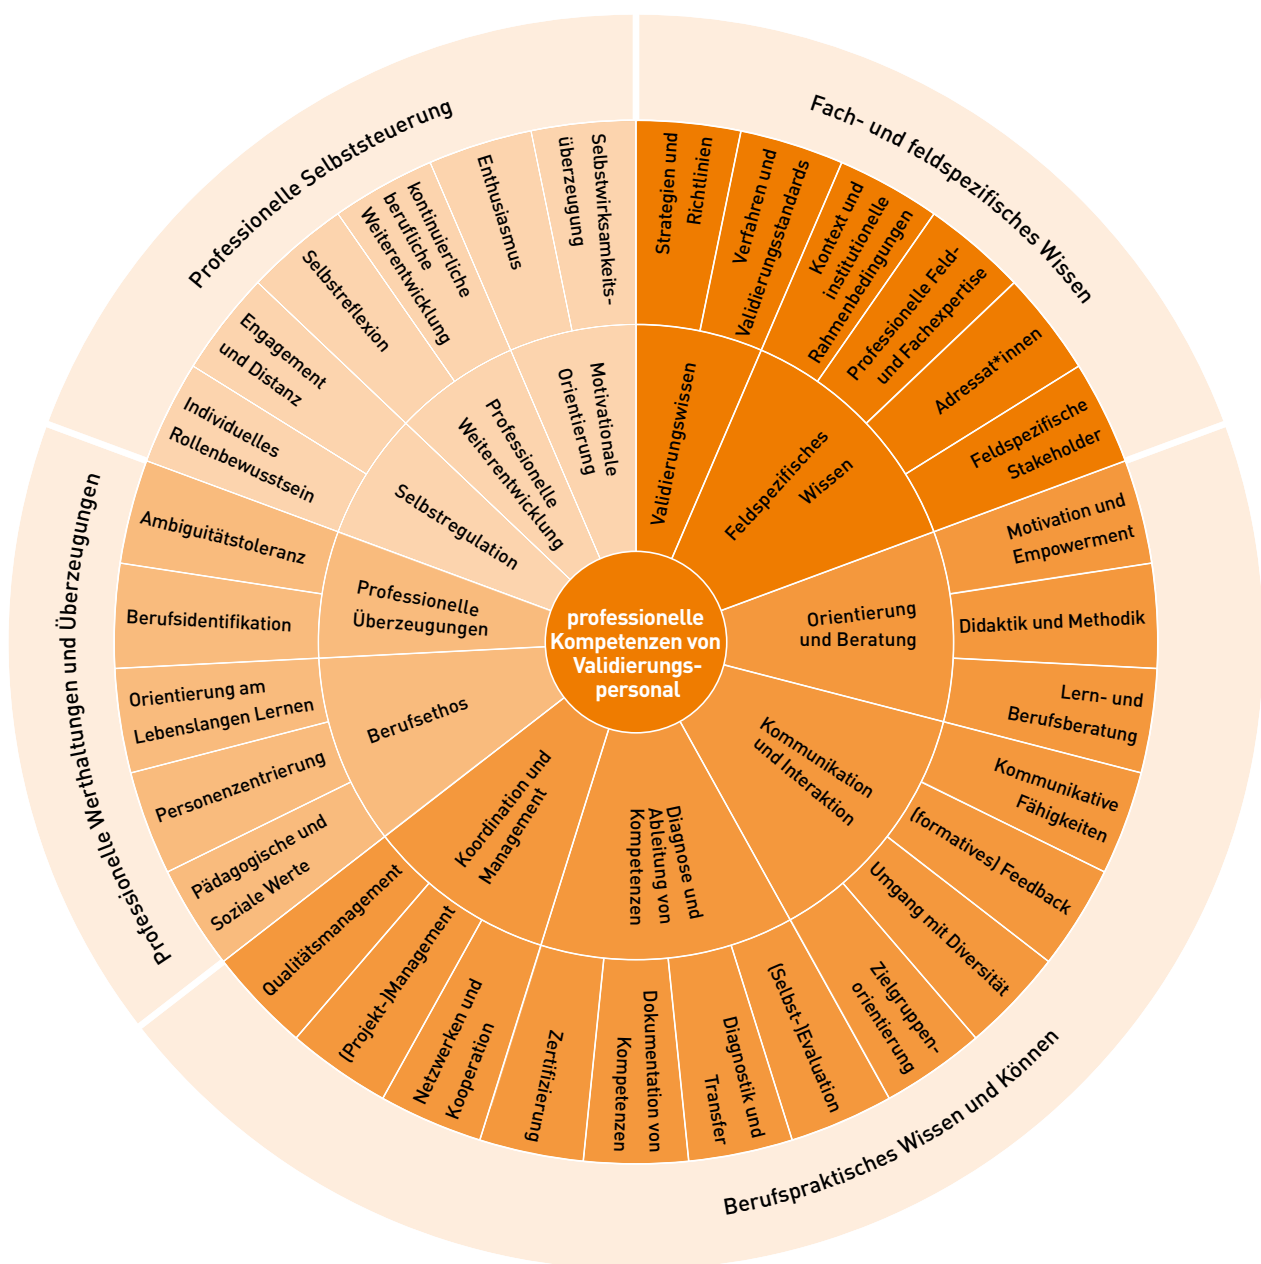 professionelle
Kompetenzen von
Validierungs-
personal
Fach- und feldspezifisches Wissen
Validierungswissen
Strategien und
Richtlinien
Verfahren und
Validierungsstandards
Feldspezifisches
Wissen
Kontext und
institutionelle
Rahmenbedingungen
Professionelle Feld-
und Fachexpertise
Adressat*innen
Feldspezifische
Stakeholder
Berufspraktisches Wissen und Können
Orientierung
und Beratung
Motivation und
Empowerment
Didaktik und Methodik
Lern- und
Berufsberatung
Kommunikation
und Interaktion
Kommunikative
Fähigkeiten
(formatives) Feedback
Umgang mit Diversität
Zielgruppen-
orientierung
Diagnose und
Ableitung von
Kompetenzen
(Selbst-)Evaluation
Diagnostik und
Transfer
Dokumentation von
Kompetenzen
Zertifizierung
Koordination und
Management
Netzwerken und
Kooperation
(Projekt-)Management
Qualitätsmanagement
Professionelle Werthaltungen und Überzeugungen
Berufsethos
Pädagogische und
Soziale Werte
Personenzentrierung
Orientierung am
Lebenslangen Lernen
Professionelle
Überzeugungen
Berufsidentifikation
Ambiguitätstoleranz
Professionelle Selbststeuerung
Selbstregulation
Individuelles
Rollenbewusstsein
Engagement
und Distanz
Professionelle
Weiterentwicklung
Selbstreflexion
kontinuierliche
berufliche
Weiterentwicklung
Motivationale
Orientierung
Enthusiasmus
Selbstwirksamkeits-
überzeugung